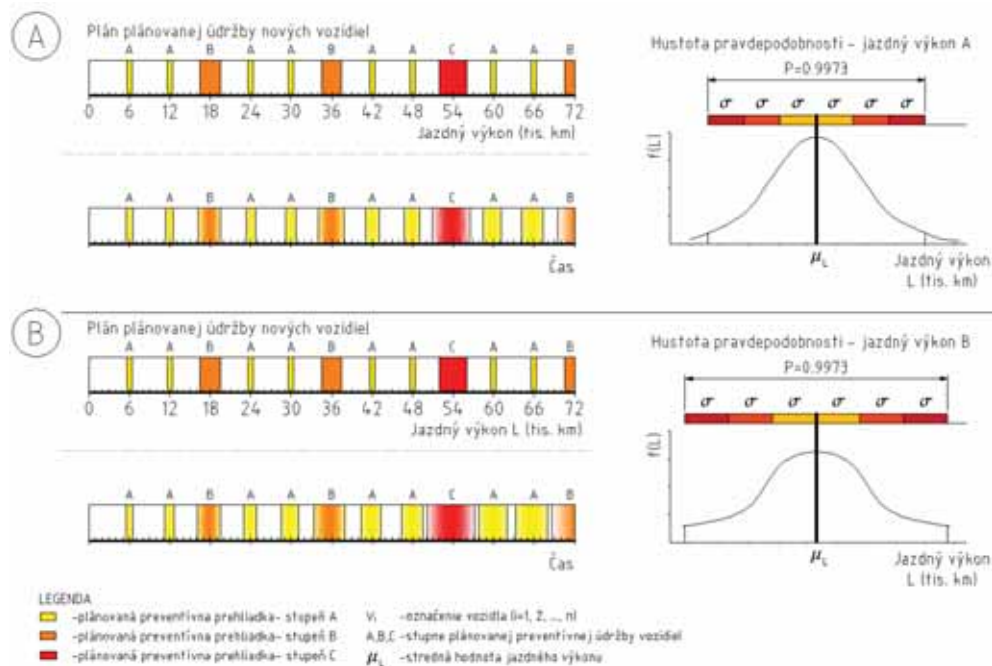 A
Plán plánovanej údržby nových vozidiel
A A B A A B A A C A A B
0 6 12 18 24 30 36 42 48 54 60 66 72
Jazdný výkon (tis. km)
A A B A A B A A C A A B
Čas
Hustota pravdepodobnosti - jazdný výkon A
P=0.9973
σ σ σ σ σ σ
f(L)
μL
Jazdný výkon
L (tis. km)
B
Plán plánovanej údržby nových vozidiel
A A B A A B A A C A A B
0 6 12 18 24 30 36 42 48 54 60 66 72
Jazdný výkon L (tis. km)
A A B A A B A A C A A B
Čas
Hustota pravdepodobnosti - jazdný výkon B
P=0.9973
σ σ σ σ σ σ
f(L)
μL
Jazdný výkon
L (tis. km)
LEGENDA
-plánovaná preventívna prehliadka- stupeň A
-plánovaná preventívna prehliadka- stupeň B
-plánovaná preventívna prehliadka- stupeň C
Vi -označenie vozidla (i=1, 2, ..., n)
A,B,C -stupne plánovanej preventívnej údržby vozidiel
μL -stredná hodnota jazdného výkonu